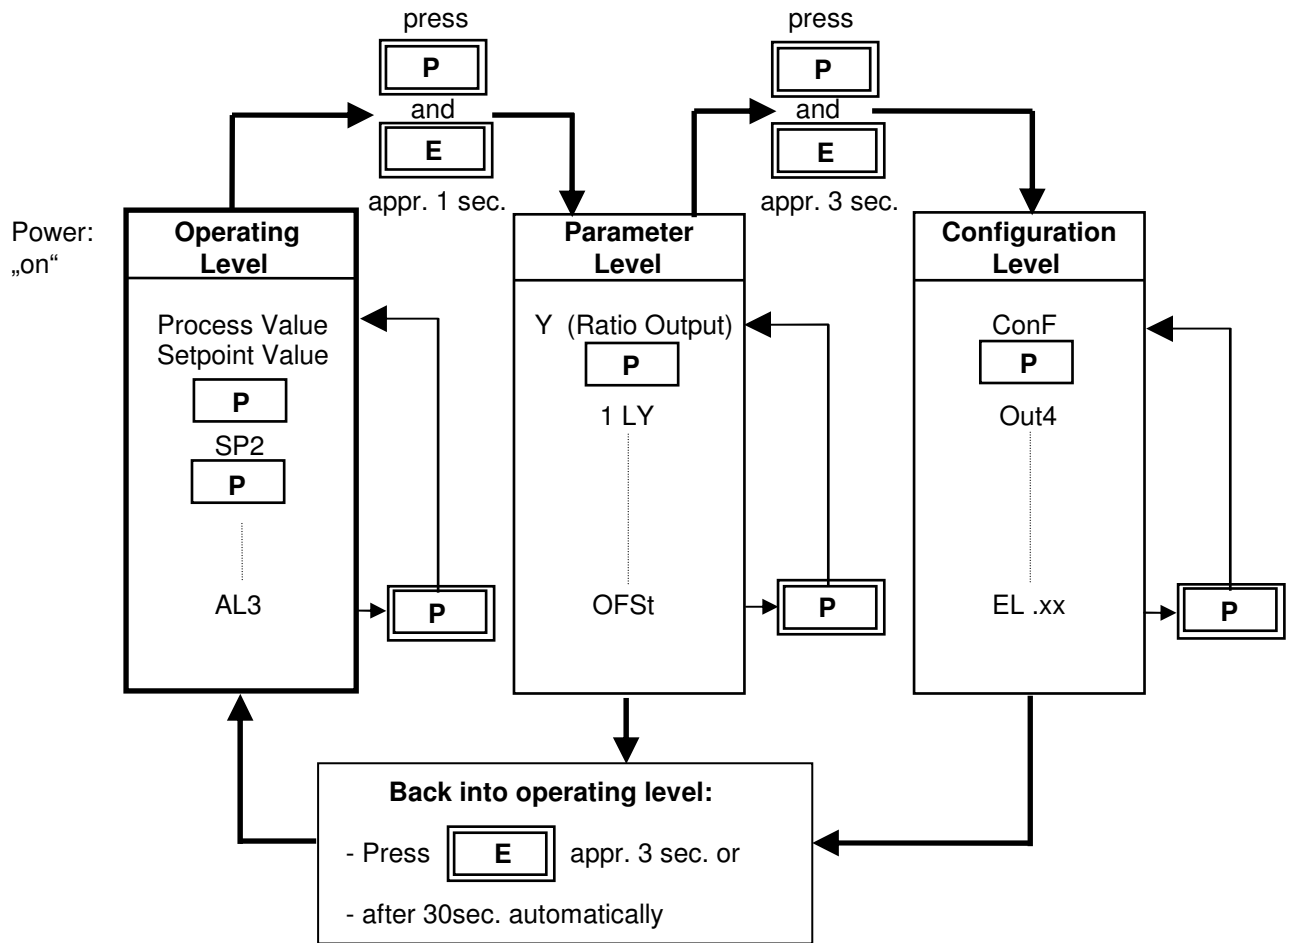 press
P
and
E
appr. 1 sec.
press
P
and
E
appr. 3 sec.
Power:
„on“
Operating
Level
Process Value
Setpoint Value
P
SP2
P
AL3
P
Parameter
Level
Y (Ratio Output)
P
1 LY
OFSt
P
Configuration
Level
ConF
P
Out4
EL .xx
P
Back into operating level:
- Press E appr. 3 sec. or
- after 30sec. automatically